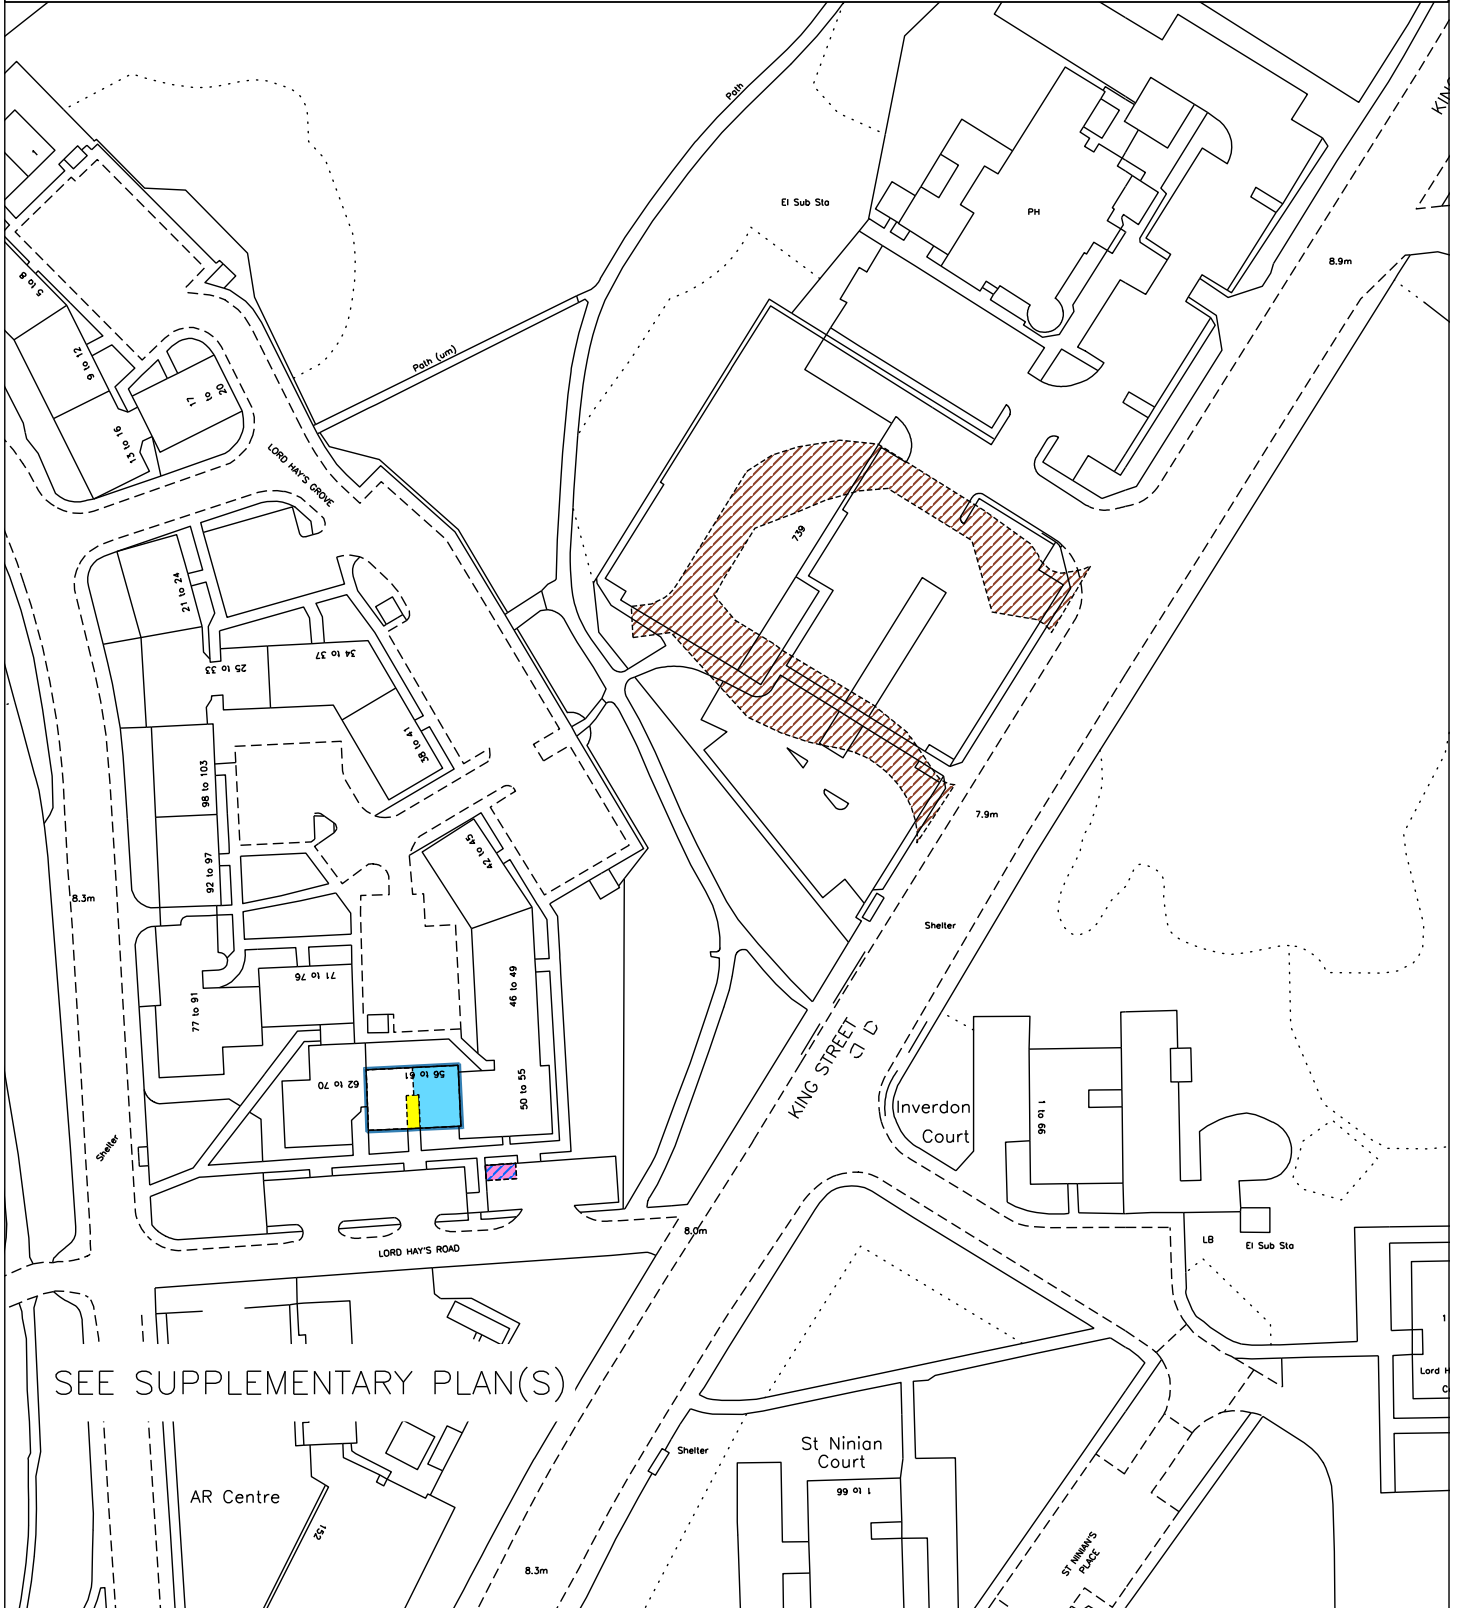 Path
KING
El Sub Sta
PH
8.9m
5 to 8
Path (um)
9 to 12
17
to
20
13 to 16
LORD HAY'S GROVE
739
21 to 24
34 to 37
25 to 33
38 to 41
98 to 103
7.9m
42 to 45
92 to 97
8.3m
Shelter
71 to 76
46 to 49
77 to 91
KING STREET
56 to 61
62 to 70
50 to 55
Inverdon
Court
1 to 66
Shelter
8.0m
LB
El Sub Sta
LORD HAY'S ROAD
1
Lord H
C
SEE SUPPLEMENTARY PLAN(S)
St Ninian
Court
Shelter
1 to 66
AR Centre
152
ST NINIAN'S
PLACE
8.3m